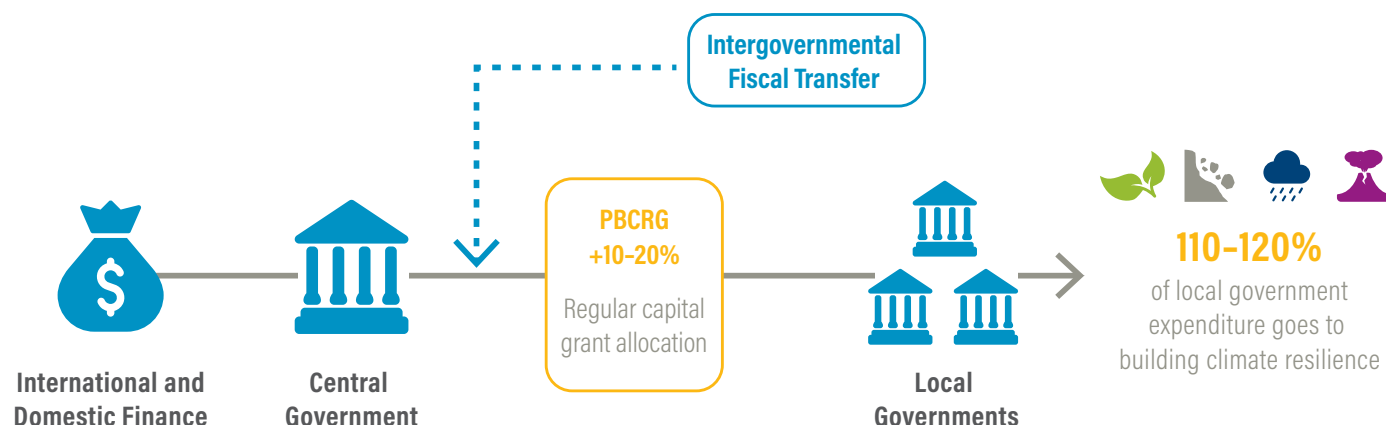 Intergovernmental
Fiscal Transfer
$
PBCRG
+10–20%
Regular capital
grant allocation
110–120%
of local government
expenditure goes to
building climate resilience
International and
Domestic Finance
Central
Government
Local
Governments